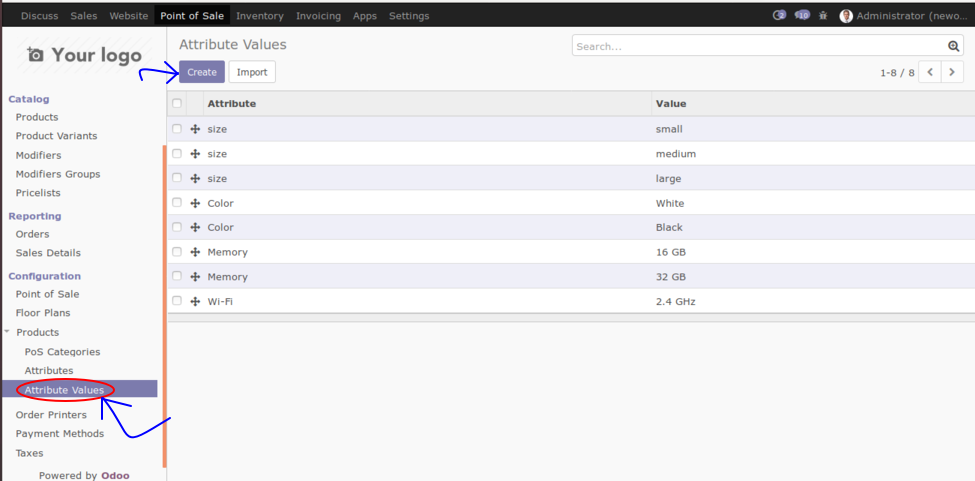 Discuss Sales Website Point of Sale Inventory Invoicing Apps Settings 2 10 Administrator (newo...
Your logo
Attribute Values
Search...
Create Import
1-8 / 8
Catalog
Products
Product Variants
Modifiers
Modifiers Groups
Pricelists
Reporting
Orders
Sales Details
Configuration
Point of Sale
Floor Plans
Products
PoS Categories
Attributes
Attribute Values
Order Printers
Payment Methods
Taxes
Powered by Odoo
Attribute Value
size small
size medium
size large
Color White
Color Black
Memory 16 GB
Memory 32 GB
Wi-Fi 2.4 GHz